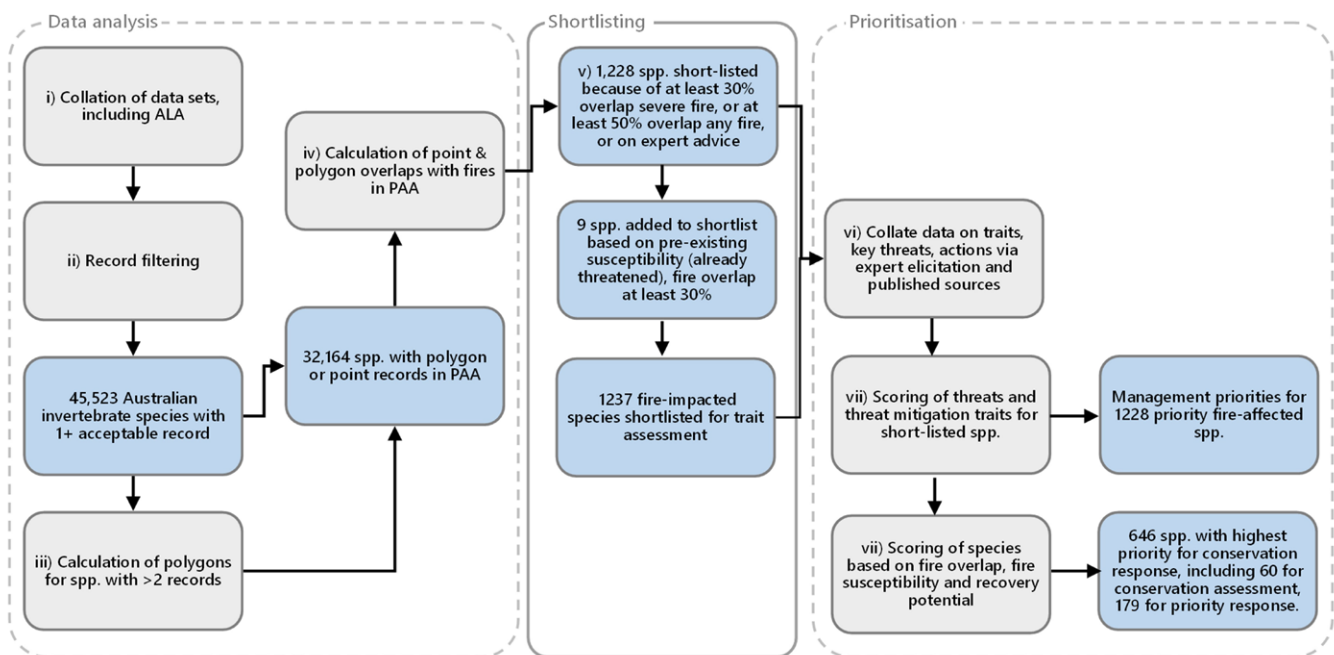 Data analysis
i) Collation of data sets,
including ALA
ii) Record filtering
45,523 Australian
invertebrate species with
1+ acceptable record
iii) Calculation of polygons
for spp. with >2 records
iv) Calculation of point &
polygon overlaps with fires
in PAA
32,164 spp. with polygon
or point records in PAA
Shortlisting
v) 1,228 spp. short-listed
because of at least 30%
overlap severe fire, or at
least 50% overlap any fire,
or on expert advice
9 spp. added to shortlist
based on pre-existing
susceptibility (already
threatened), fire overlap
at least 30%
1237 fire-impacted
species shortlisted for trait
assessment
Prioritisation
vi) Collate data on traits,
key threats, actions via
expert elicitation and
published sources
vii) Scoring of threats and
threat mitigation traits for
short-listed spp.
Management priorities for
1228 priority fire-affected
spp.
vii) Scoring of species
based on fire overlap, fire
susceptibility and recovery
potential
646 spp. with highest
priority for conservation
response, including 60 for
conservation assessment,
179 for priority response.